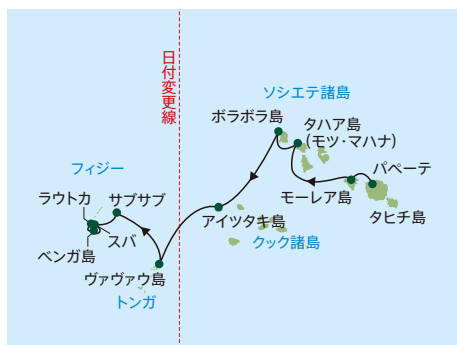 日付変更線
ソシエテ諸島
ボラボラ島
タハア島
(モツ・マハナ)
パペーテ
モーレア島
タヒチ島
アイツタキ島
クック諸島
フィジー
ラウトカ
サブサブ
スバ
ベンガ島
ヴァヴァウ島
トンガ